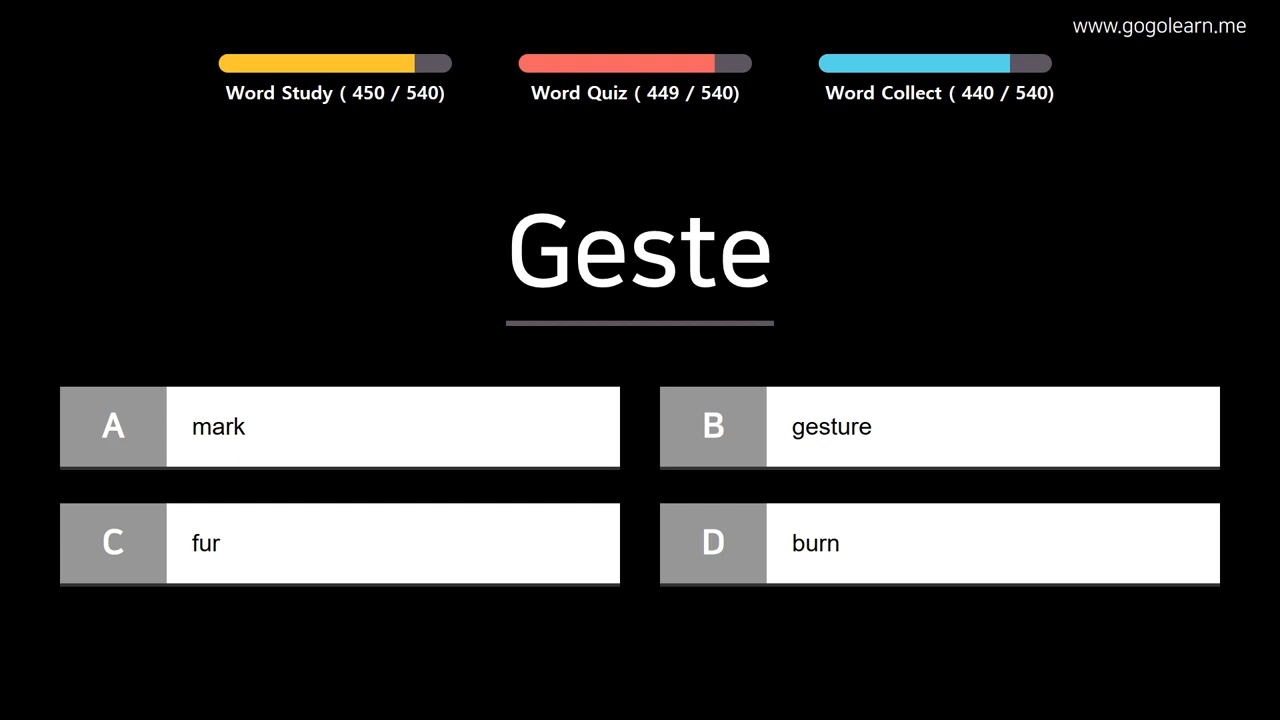 www.gogolearn.me
Word Study ( 450 / 540)
Word Quiz ( 449 / 540)
Word Collect ( 440 / 540)
Geste
A mark
B gesture
C fur
D burn